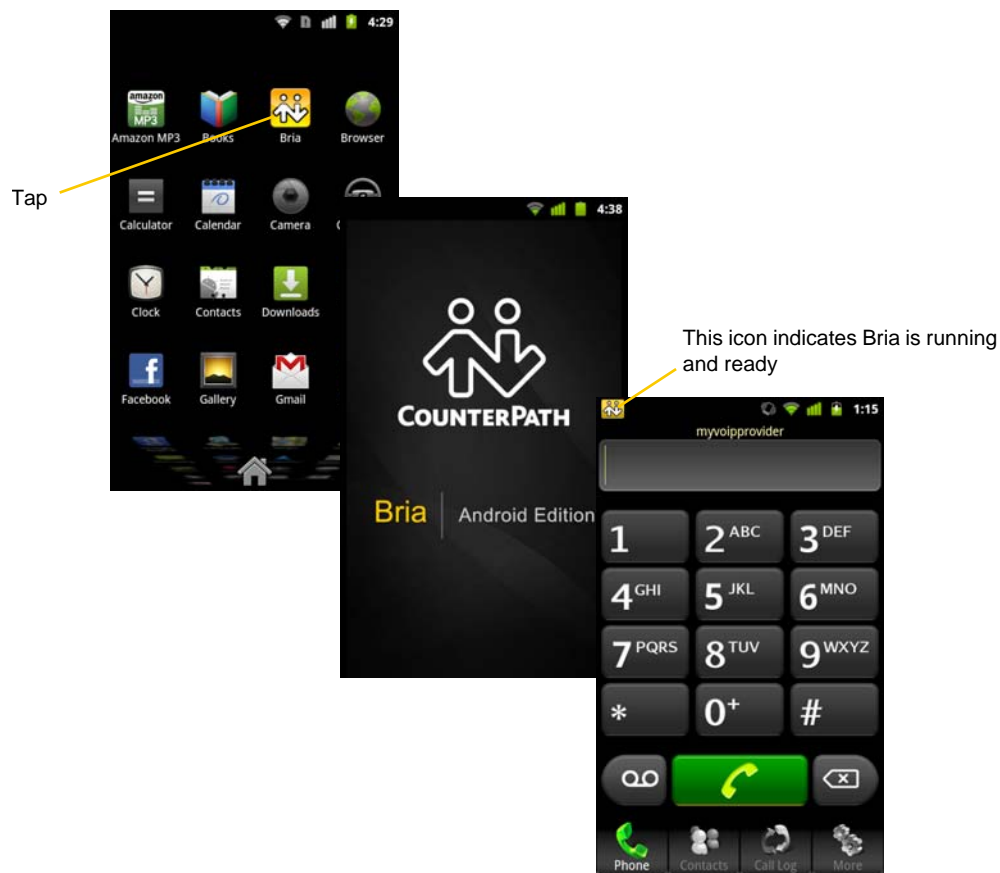 4:29
amazon
MP3
Amazon MP3 Books Bria Browser
Tap
Calculator Calendar Camera
4:38
Clock Contacts Downloads
This icon indicates Bria is running
and ready
Facebook Gallery Gmail
COUNTERPATH
1:15
myvoipprovider
Bria Android Edition
1 2 ABC 3 DEF
4 GHI 5 JKL 6 MNO
7 PQRS 8 TUV 9 WXYZ
* 0 + #
Phone Contacts Call Log More